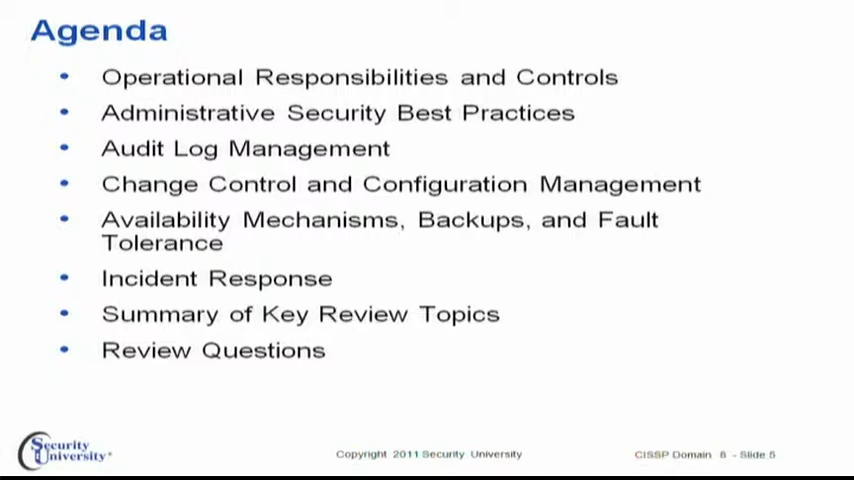 Agenda
• Operational Responsibilities and Controls
• Administrative Security Best Practices
• Audit Log Management
• Change Control and Configuration Management
• Availability Mechanisms, Backups, and Fault
Tolerance
• Incident Response
• Summary of Key Review Topics
• Review Questions
Security
University
Copyright 2011 Security University
CISSP Domain 6 - Slide 5